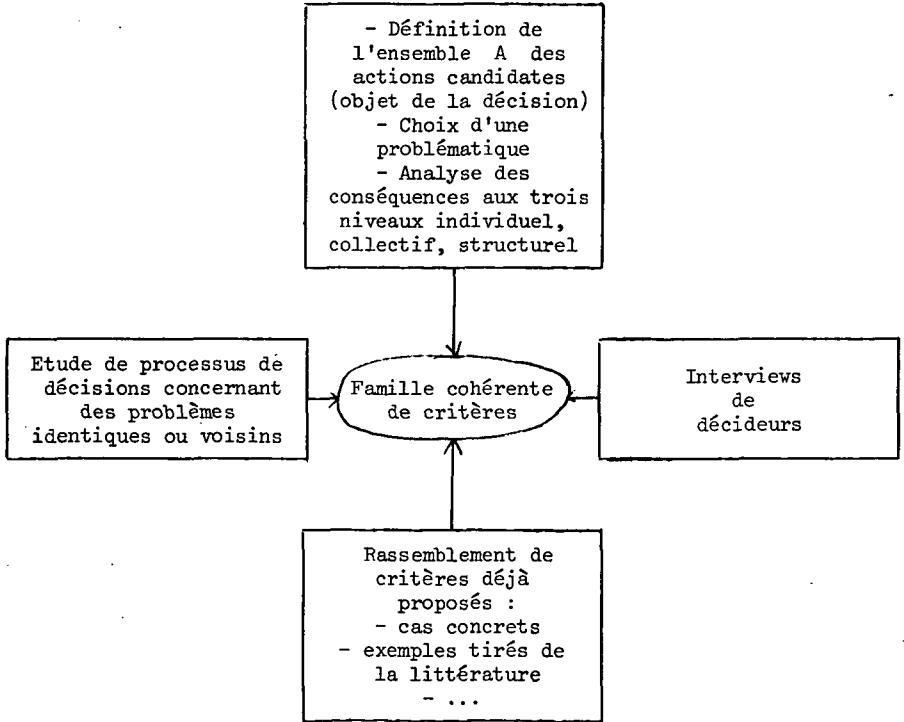 - Définition de
l'ensemble A des
actions candidates
(objet de la décision)
- Choix d'une
problématique
- Analyse des
conséquences aux trois
niveaux individuel,
collectif, structurel
Etude de processus de
décisions concernant
des problèmes
identiques ou voisins
Famille cohérente
de critères
Interviews
de
décideurs
Rassemblement de
critères déjà
proposés :
- cas concrets
- exemples tirés de
la littérature
- ...